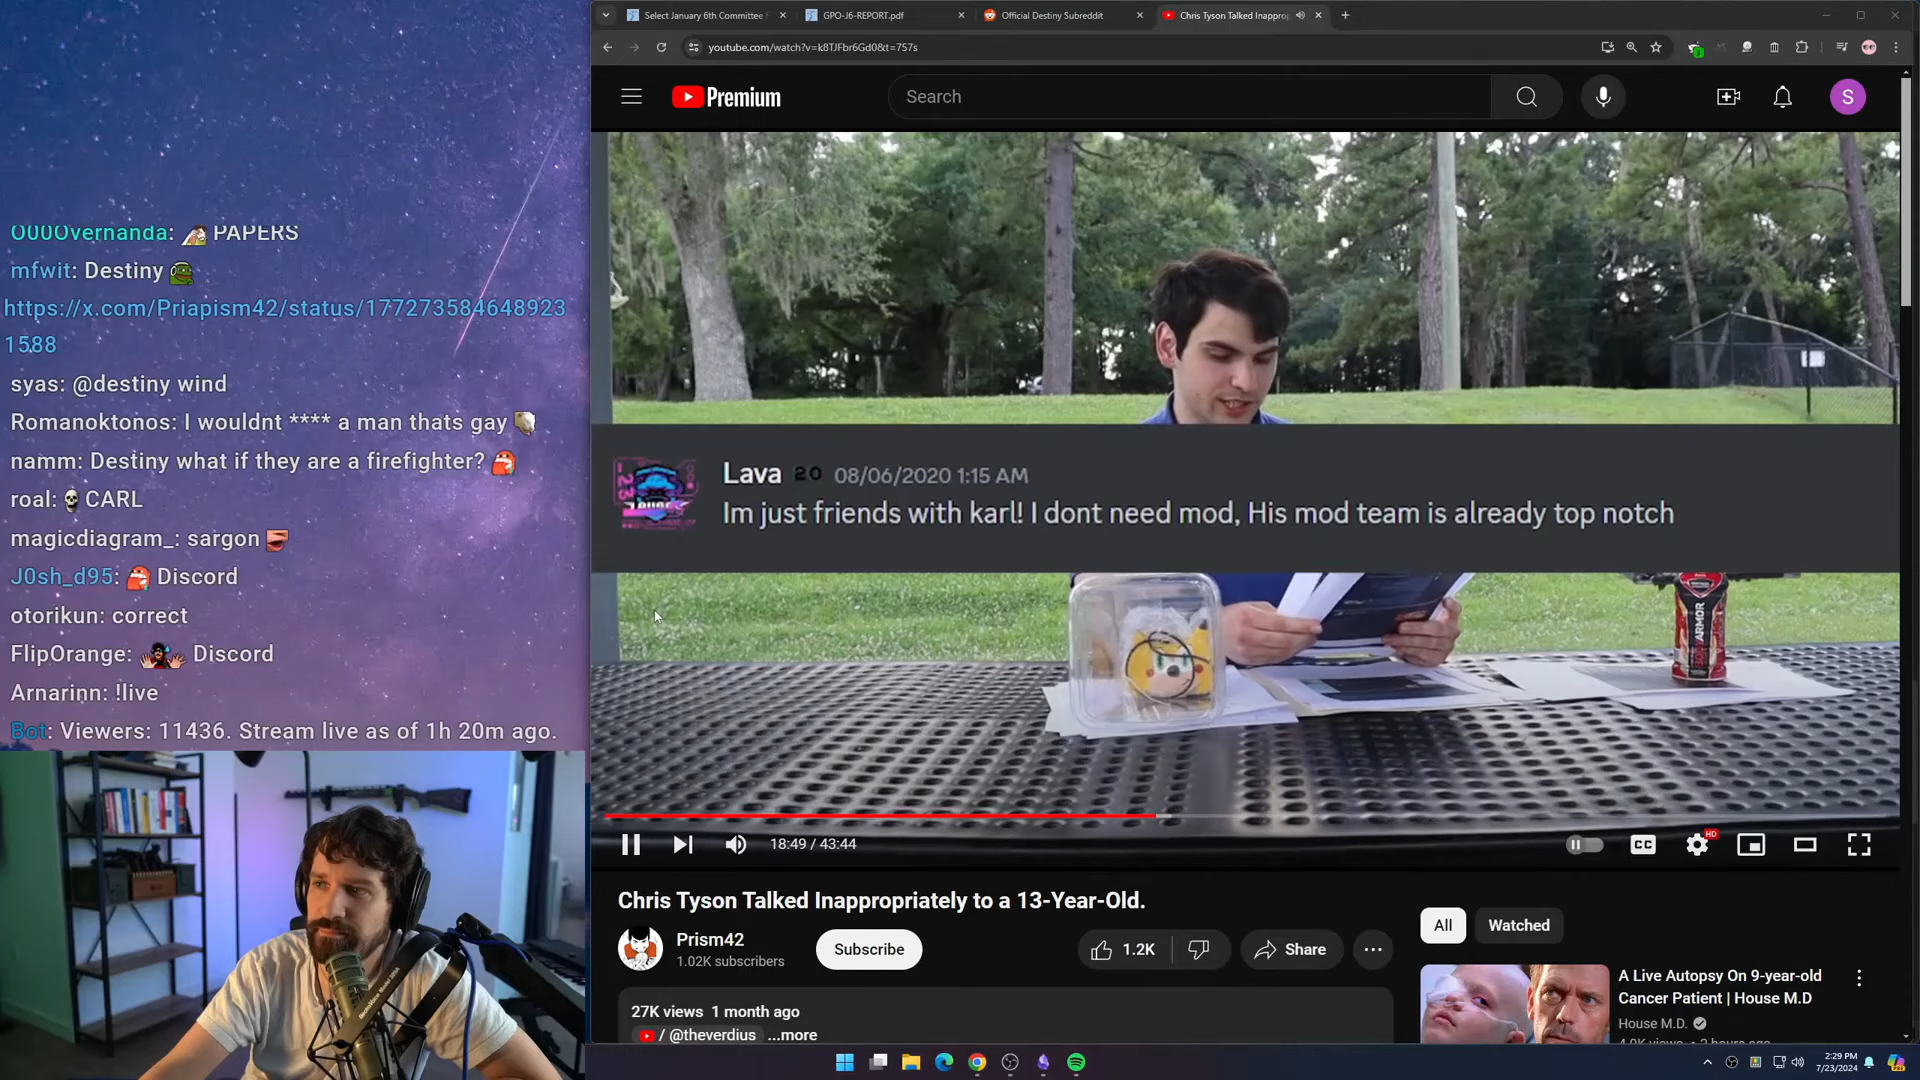 Select January 6th Committee
GPO-J6-REPORT.pdf
Official Destiny Subreddit
Chris Tyson Talked Inapprop
youtube.com/watch?v=k8TJFbr6Gd0&t=757s
Premium
Search
S
O00Overnanda: PAPERS
mfwit: Destiny
https://x.com/Priapism42/status/177273584648923
1588
syas: @destiny wind
Romanoktonos: I wouldnt **** a man thats gay
namm: Destiny what if they are a firefighter?
roal: CARL
magicdiagram_: sargon
J0sh_d95: Discord
otorikun: correct
FlipOrange: Discord
Arnarinn: !live
Bot: Viewers: 11436. Stream live as of 1h 20m ago.
Lava 20 08/06/2020 1:15 AM
Im just friends with karl! I dont need mod, His mod team is already top notch
ARMOR
18:49 / 43:44
CC
HD
Chris Tyson Talked Inappropriately to a 13-Year-Old.
Prism42
1.02K subscribers
Subscribe
1.2K
Share
All
Watched
27K views 1 month ago
/ @theverdius ...more
A Live Autopsy On 9-year-old
Cancer Patient | House M.D
House M.D.
2:29 PM
7/23/2024